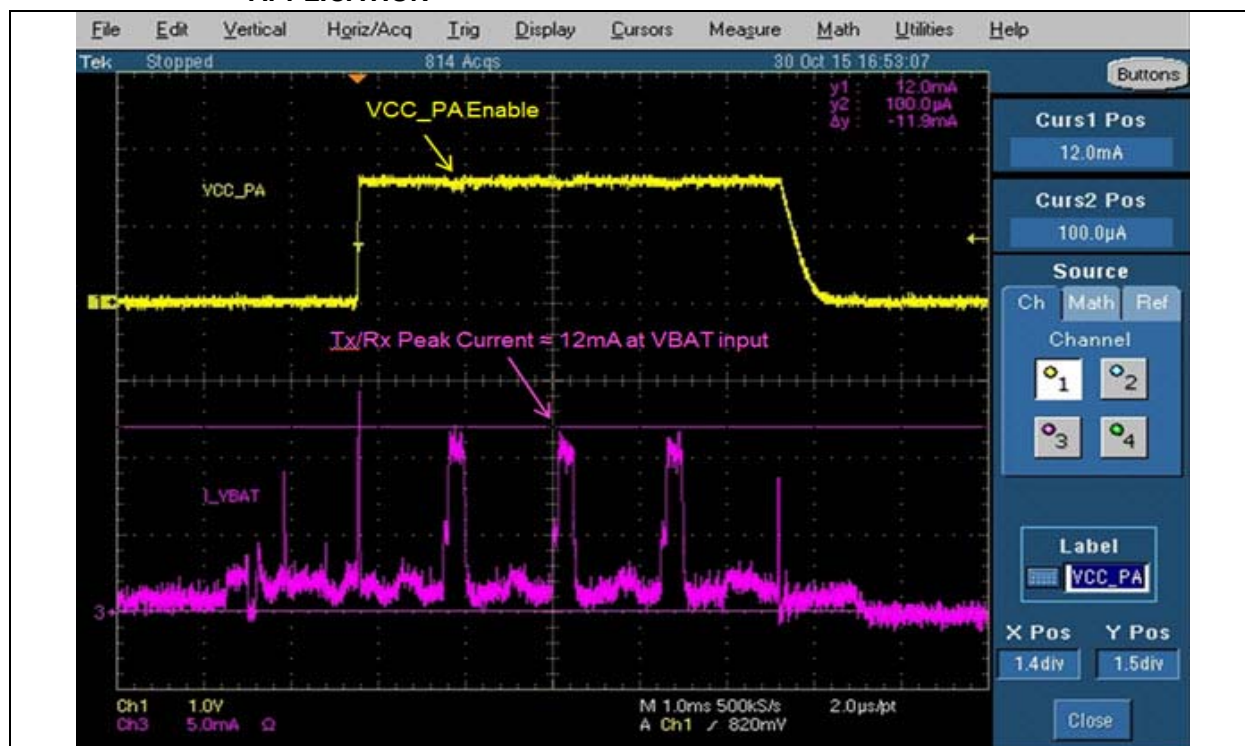 File Edit Vertical Horiz/Acq Trig Display Cursors Measure Math Utilities Help
Tek Stopped 814 Acqs 30 Oct 15 16:53:07
Buttons
y1 : 12.0mA
y2 : 100.0µA
Δy : -11.9mA
VCC_PA Enable
VCC_PA
Curs1 Pos
12.0mA
Curs2 Pos
100.0µA
Source
Ch Math Ref
Channel
1 2
3 4
1
Tx/Rx Peak Current = 12mA at VBAT input
I_VBAT
3
Label
VCC_PA
X Pos Y Pos
1.4div 1.5div
Close
Ch1 1.0V M 1.0ms 500kS/s 2.0µs/pt
Ch3 5.0mA Ω A Ch1 / 820mV